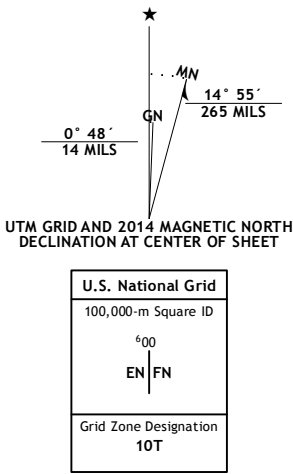 ★
MN
GN
0° 48´
14 MILS
14° 55´
265 MILS
UTM GRID AND 2014 MAGNETIC NORTH
DECLINATION AT CENTER OF SHEET
U.S. National Grid
100,000-m Square ID
⁶00
EN FN
Grid Zone Designation
10T